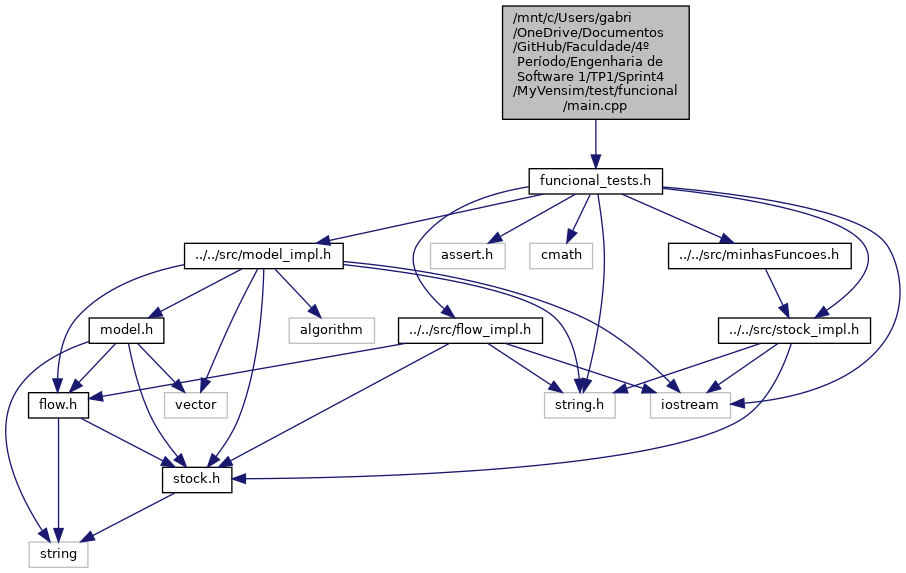 /mnt/c/Users/gabri
/OneDrive/Documentos
/GitHub/Faculdade/4º
Período/Engenharia de
Software 1/TP1/Sprint4
/MyVensim/test/funcional
/main.cpp
funcional_tests.h
../../src/model_impl.h
assert.h
cmath
../../src/minhasFuncoes.h
model.h
algorithm
../../src/flow_impl.h
../../src/stock_impl.h
flow.h
vector
string.h
iostream
stock.h
string